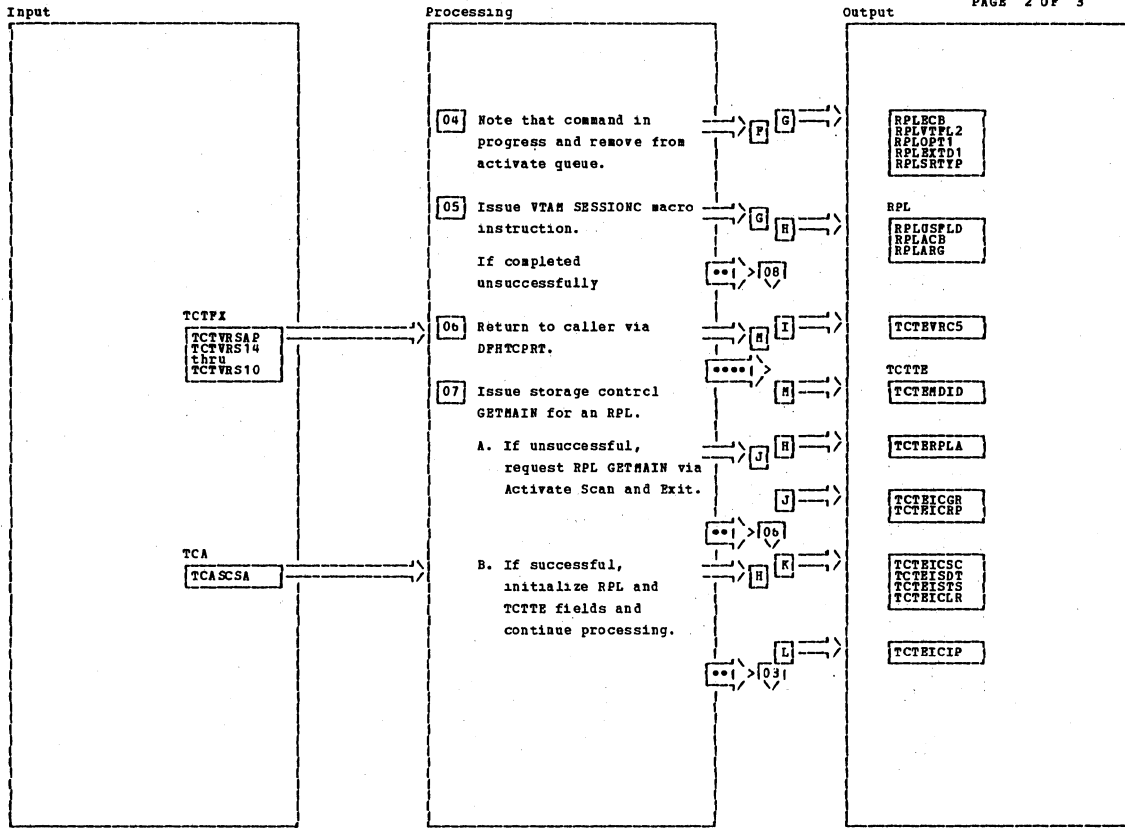 PAGE 2 OF 3
Input
Processing
Output
04 Note that command in
progress and remove from
activate queue.
F
G
RPLECB
RPLVTFL2
RPLOPT1
RPLEXTD1
RPLSRTYP
05 Issue VTAM SESSIONC macro
instruction.
G
H
RPL
RPLUSFLD
RPLACB
RPLARG
If completed
unsuccessfully
•• 08
TCTFX
TCTVRSAP
TCTVRS14
thru
TCTVRS10
06 Return to caller via
DFHTCPRT.
M
I
TCTEVRC5
••••
TCTTE
M
TCTEMDID
07 Issue storage control
GETMAIN for an RPL.
A. If unsuccessful,
request RPL GETMAIN via
Activate Scan and Exit.
J
H
TCTERPLA
J
TCTEICGR
TCTEICRP
•• 06
TCA
TCASCSA
B. If successful,
initialize RPL and
TCTTE fields and
continue processing.
H
K
TCTEICSC
TCTEISDT
TCTEISTS
TCTEICLR
L
TCTEICIP
•• 03